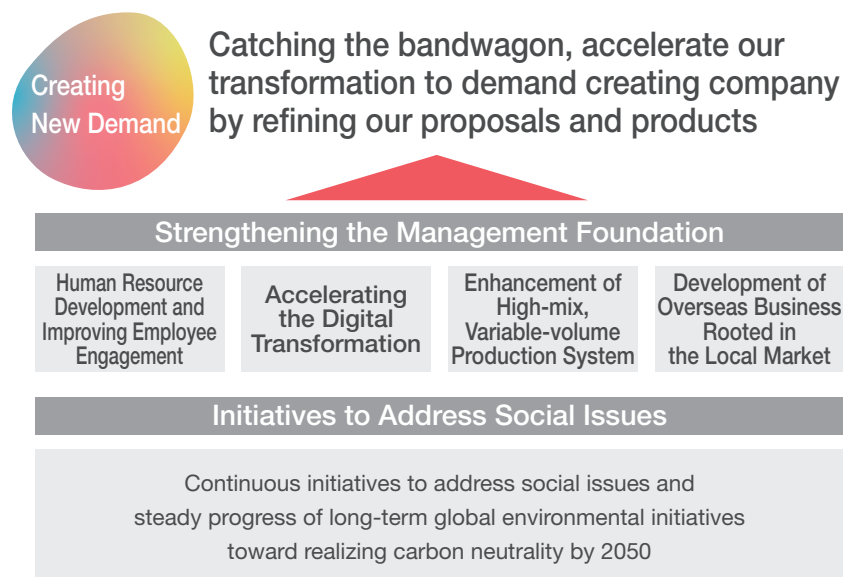 Creating
New Demand
Catching the bandwagon, accelerate our
transformation to demand creating company
by refining our proposals and products
Strengthening the Management Foundation
Human Resource
Development and
Improving Employee
Engagement
Accelerating
the Digital
Transformation
Enhancement of
High-mix,
Variable-volume
Production System
Development of
Overseas Business
Rooted in
the Local Market
Initiatives to Address Social Issues
Continuous initiatives to address social issues and
steady progress of long-term global environmental initiatives
toward realizing carbon neutrality by 2050